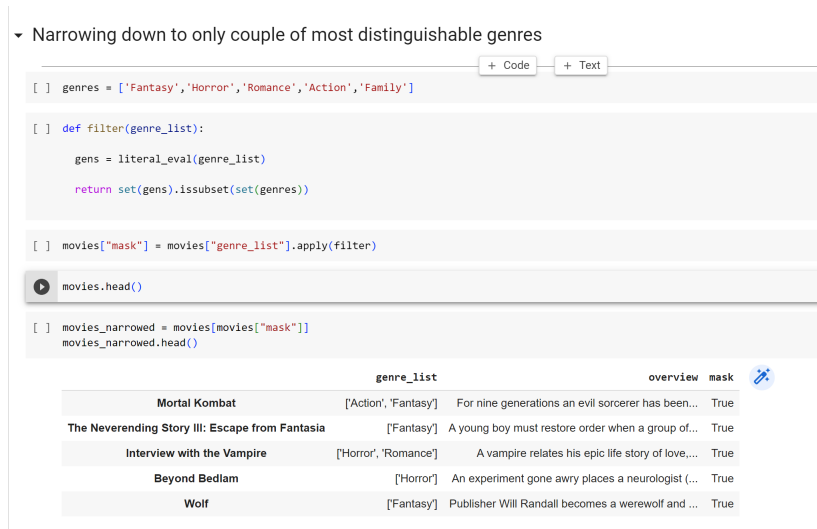 Narrowing down to only couple of most distinguishable genres
+ Code + Text
[ ] genres = ['Fantasy','Horror','Romance','Action','Family']
[ ] def filter(genre_list):
gens = literal_eval(genre_list)
return set(gens).issubset(set(genres))
[ ] movies["mask"] = movies["genre_list"].apply(filter)
movies.head()
[ ] movies_narrowed = movies[movies["mask"]]
movies_narrowed.head()
genre_list overview mask
Mortal Kombat ['Action', 'Fantasy'] For nine generations an evil sorcerer has been... True
The Neverending Story III: Escape from Fantasia ['Fantasy'] A young boy must restore order when a group of... True
Interview with the Vampire ['Horror', 'Romance'] A vampire relates his epic life story of love,... True
Beyond Bedlam ['Horror'] An experiment gone awry places a neurologist (... True
Wolf ['Fantasy'] Publisher Will Randall becomes a werewolf and ... True